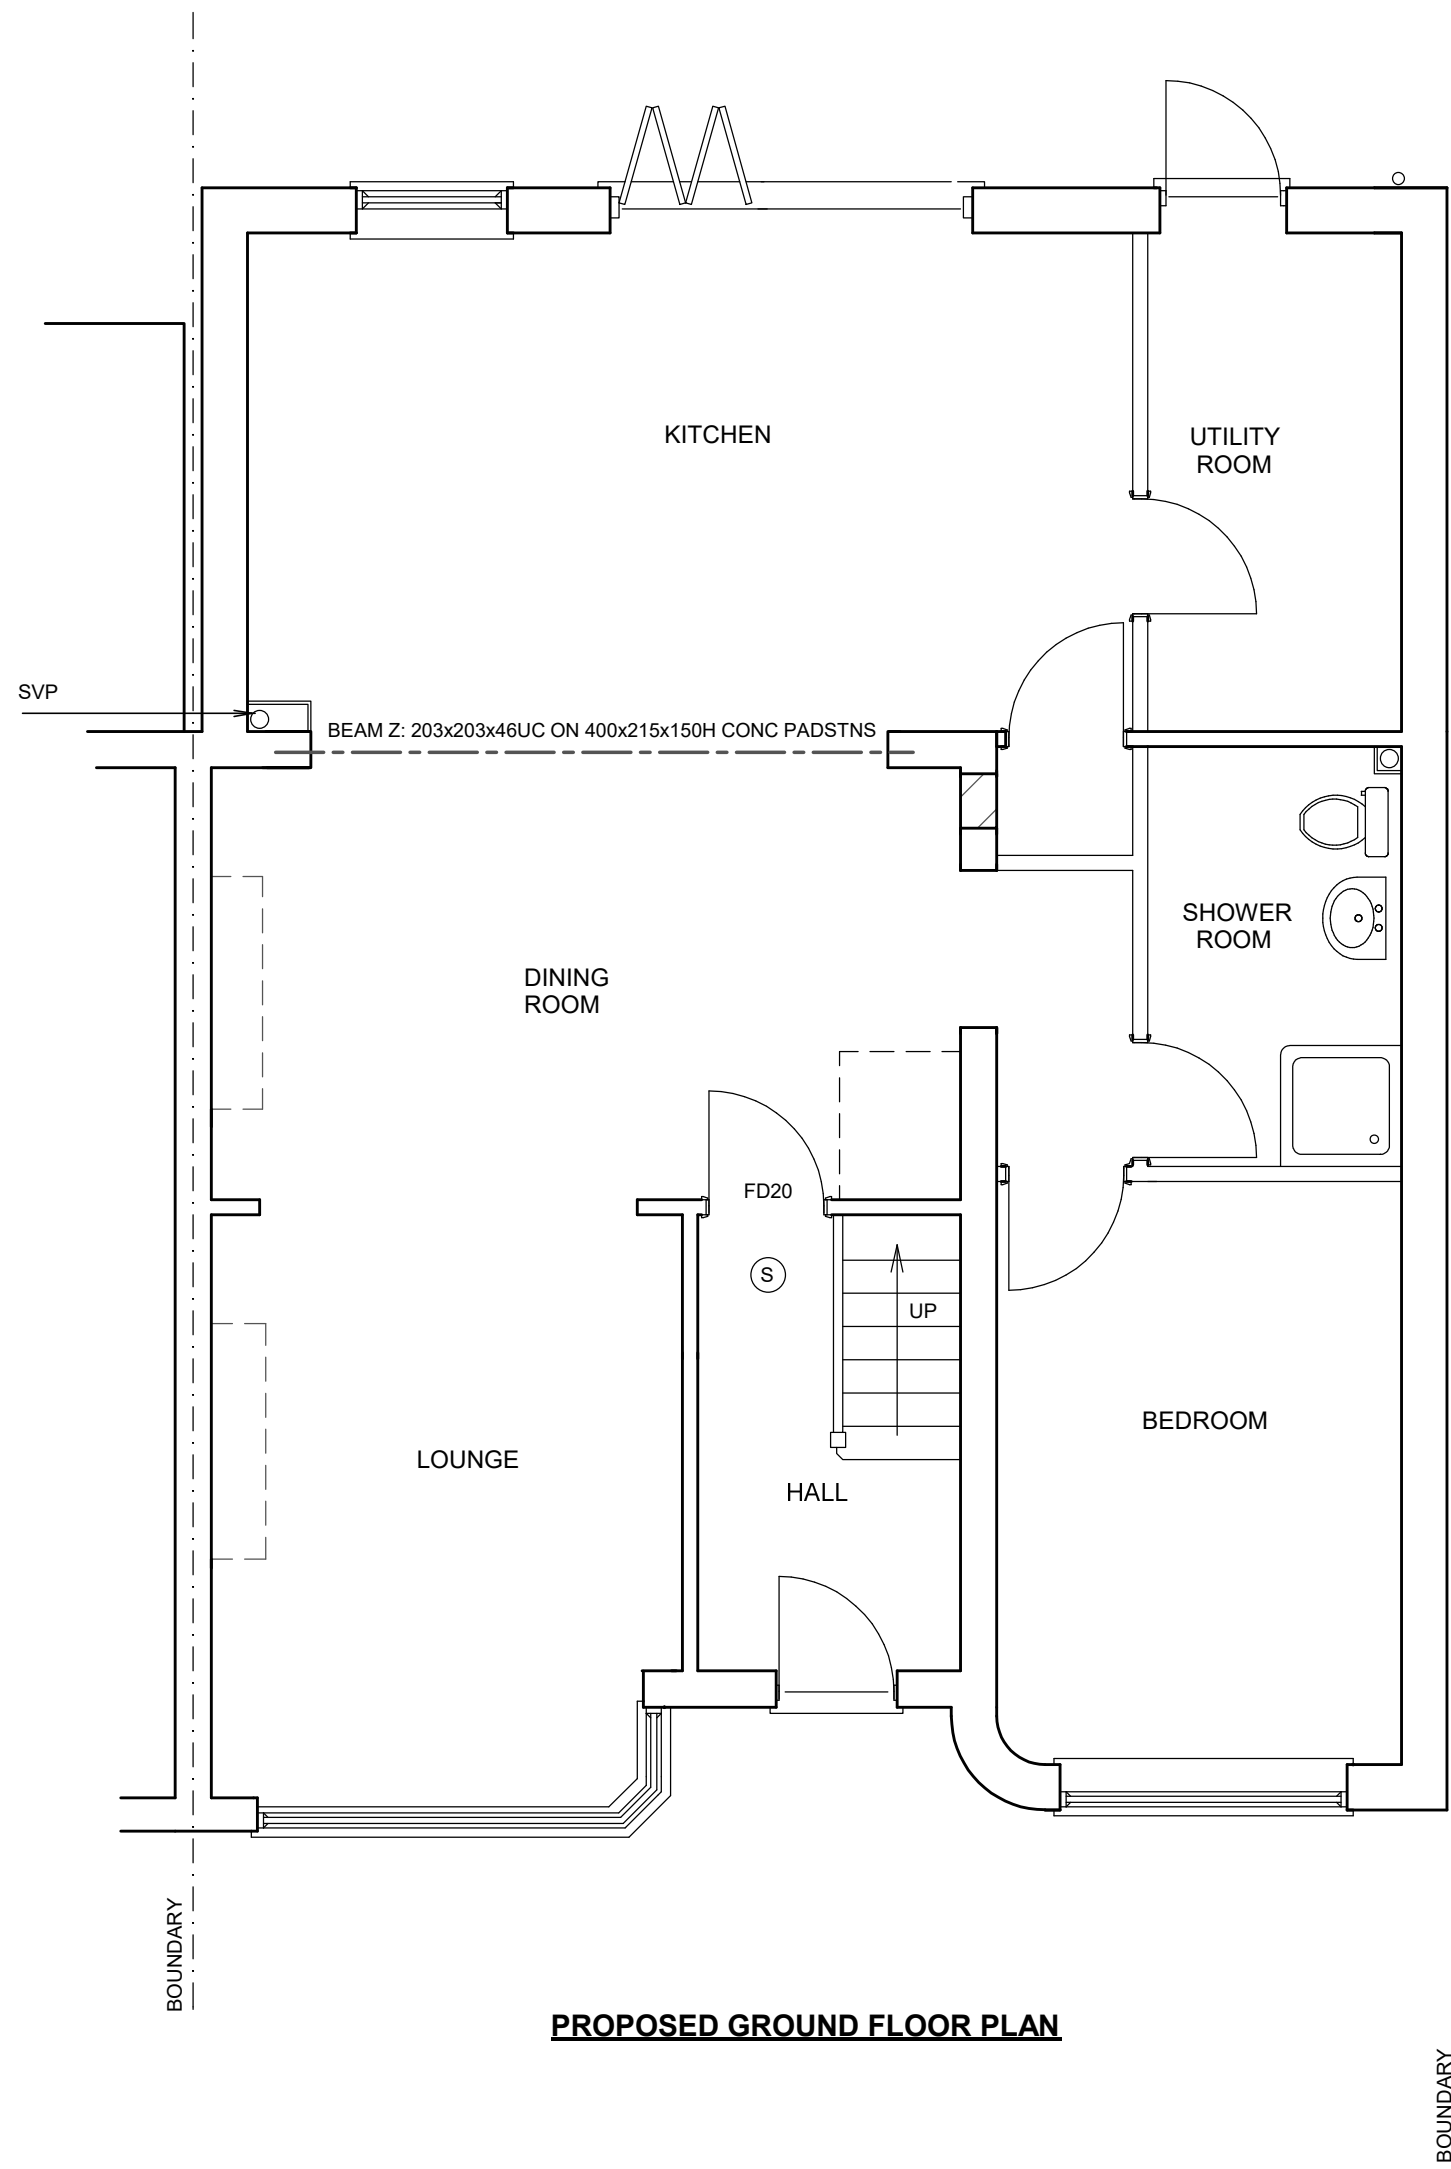 KITCHEN
UTILITY
ROOM
SVP
BEAM Z: 203x203x46UC ON 400x215x150H CONC PADSTNS
SHOWER
ROOM
DINING
ROOM
FD20
S
UP
BEDROOM
LOUNGE
HALL
BOUNDARY
PROPOSED GROUND FLOOR PLAN
BOUNDARY